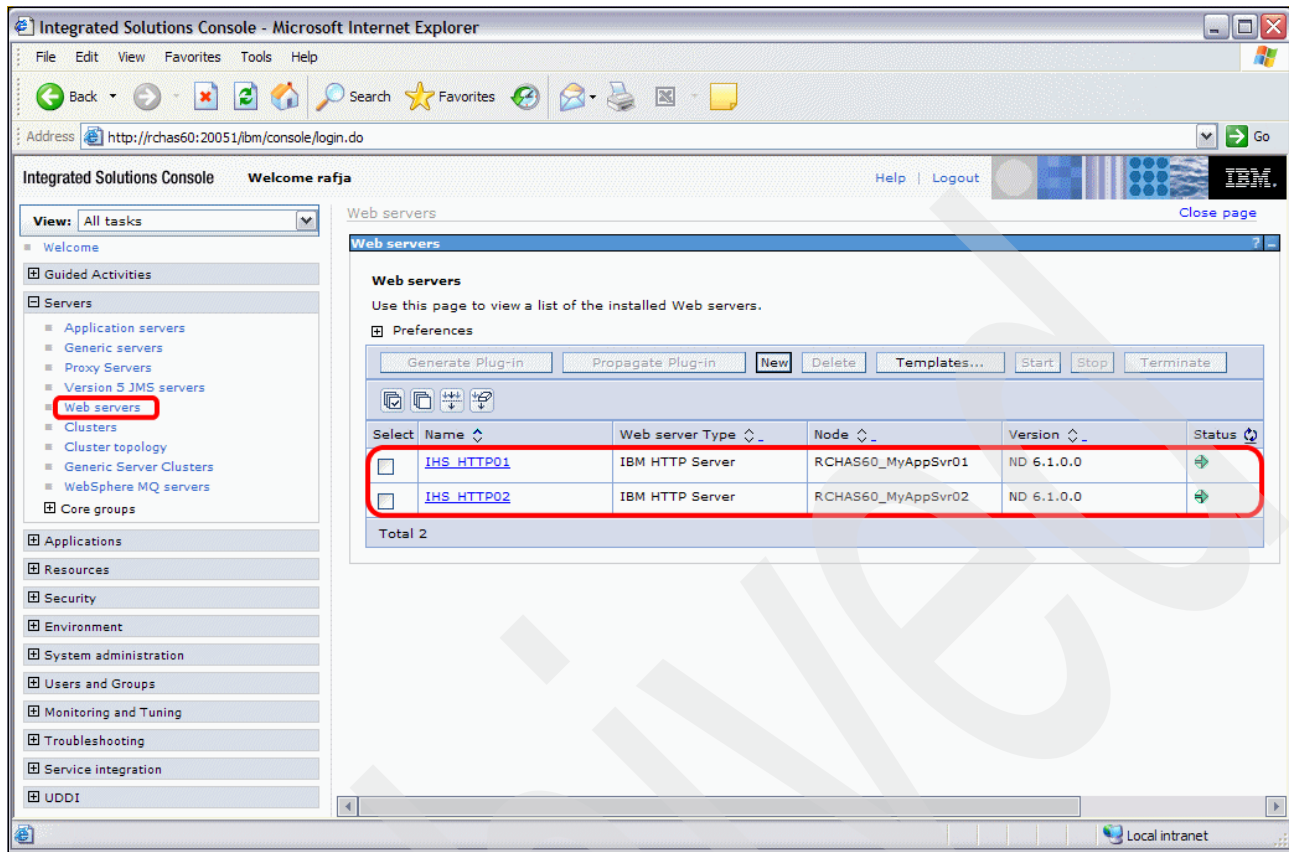 Integrated Solutions Console - Microsoft Internet Explorer
File Edit View Favorites Tools Help
Back Search Favorites
Address http://rchas60:20051/ibm/console/login.do Go
Integrated Solutions Console Welcome rafja Help | Logout IBM.
View: All tasks
Welcome
Guided Activities
Servers
Application servers
Generic servers
Proxy Servers
Version 5 JMS servers
Web servers
Clusters
Cluster topology
Generic Server Clusters
WebSphere MQ servers
Core groups
Applications
Resources
Security
Environment
System administration
Users and Groups
Monitoring and Tuning
Troubleshooting
Service integration
UDDI
Web servers Close page
Web servers ? -
Web servers
Use this page to view a list of the installed Web servers.
Preferences
Generate Plug-in Propagate Plug-in New Delete Templates... Start Stop Terminate
Select Name Web server Type Node Version Status
IHS_HTTP01 IBM HTTP Server RCHAS60_MyAppSvr01 ND 6.1.0.0
IHS_HTTP02 IBM HTTP Server RCHAS60_MyAppSvr02 ND 6.1.0.0
Total 2
Local intranet